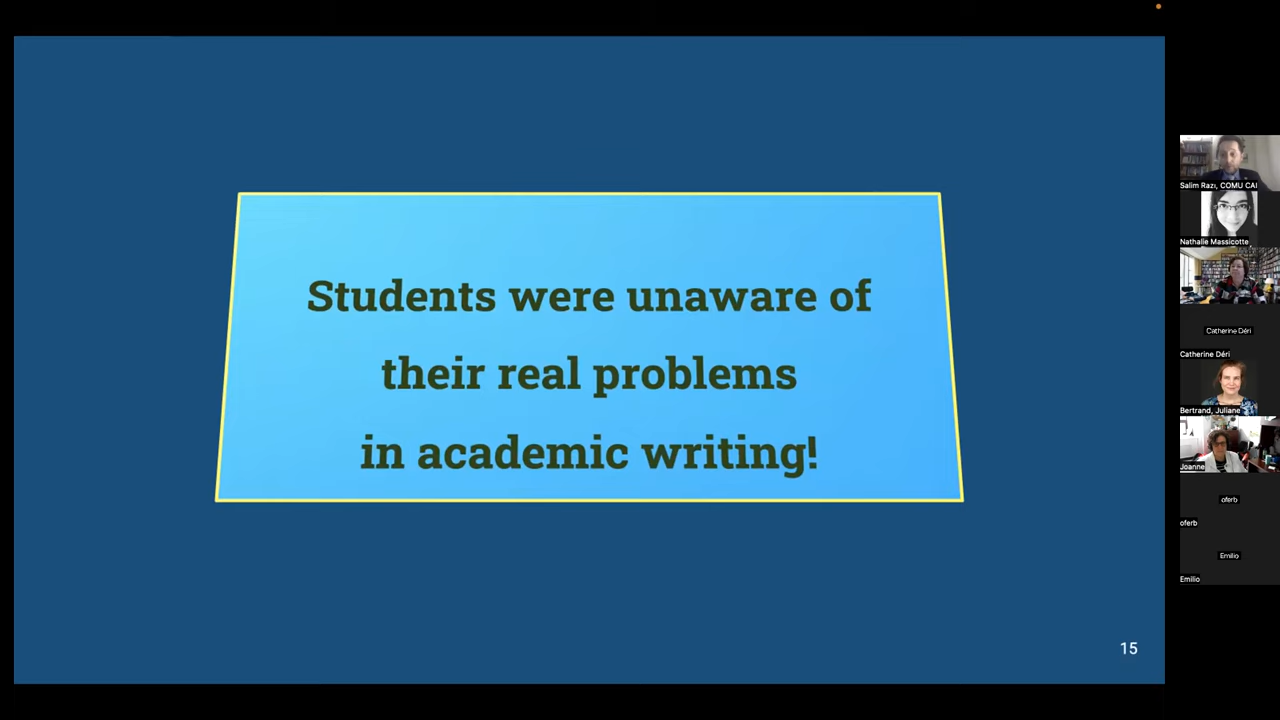 Students were unaware of
their real problems
in academic writing!
15
Salim Razı, COMU CAI
Nathalie Massicotte
Catherine Déri
Catherine Déri
Bertrand, Juliane
Joanne
oferb
oferb
Emilio
Emilio